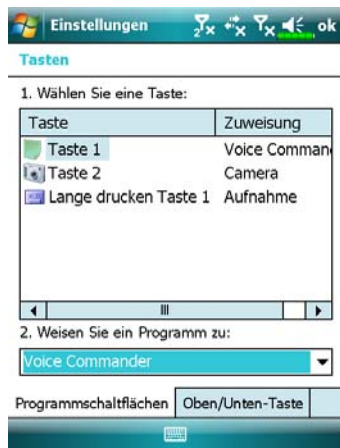 Einstellungen ok
Tasten
1. Wählen Sie eine Taste:
Taste Zuweisung
Taste 1 Voice Comman
Taste 2 Camera
Lange drucken Taste 1 Aufnahme
2. Weisen Sie ein Programm zu:
Voice Commander
Programmschaltflächen Oben/Unten-Taste